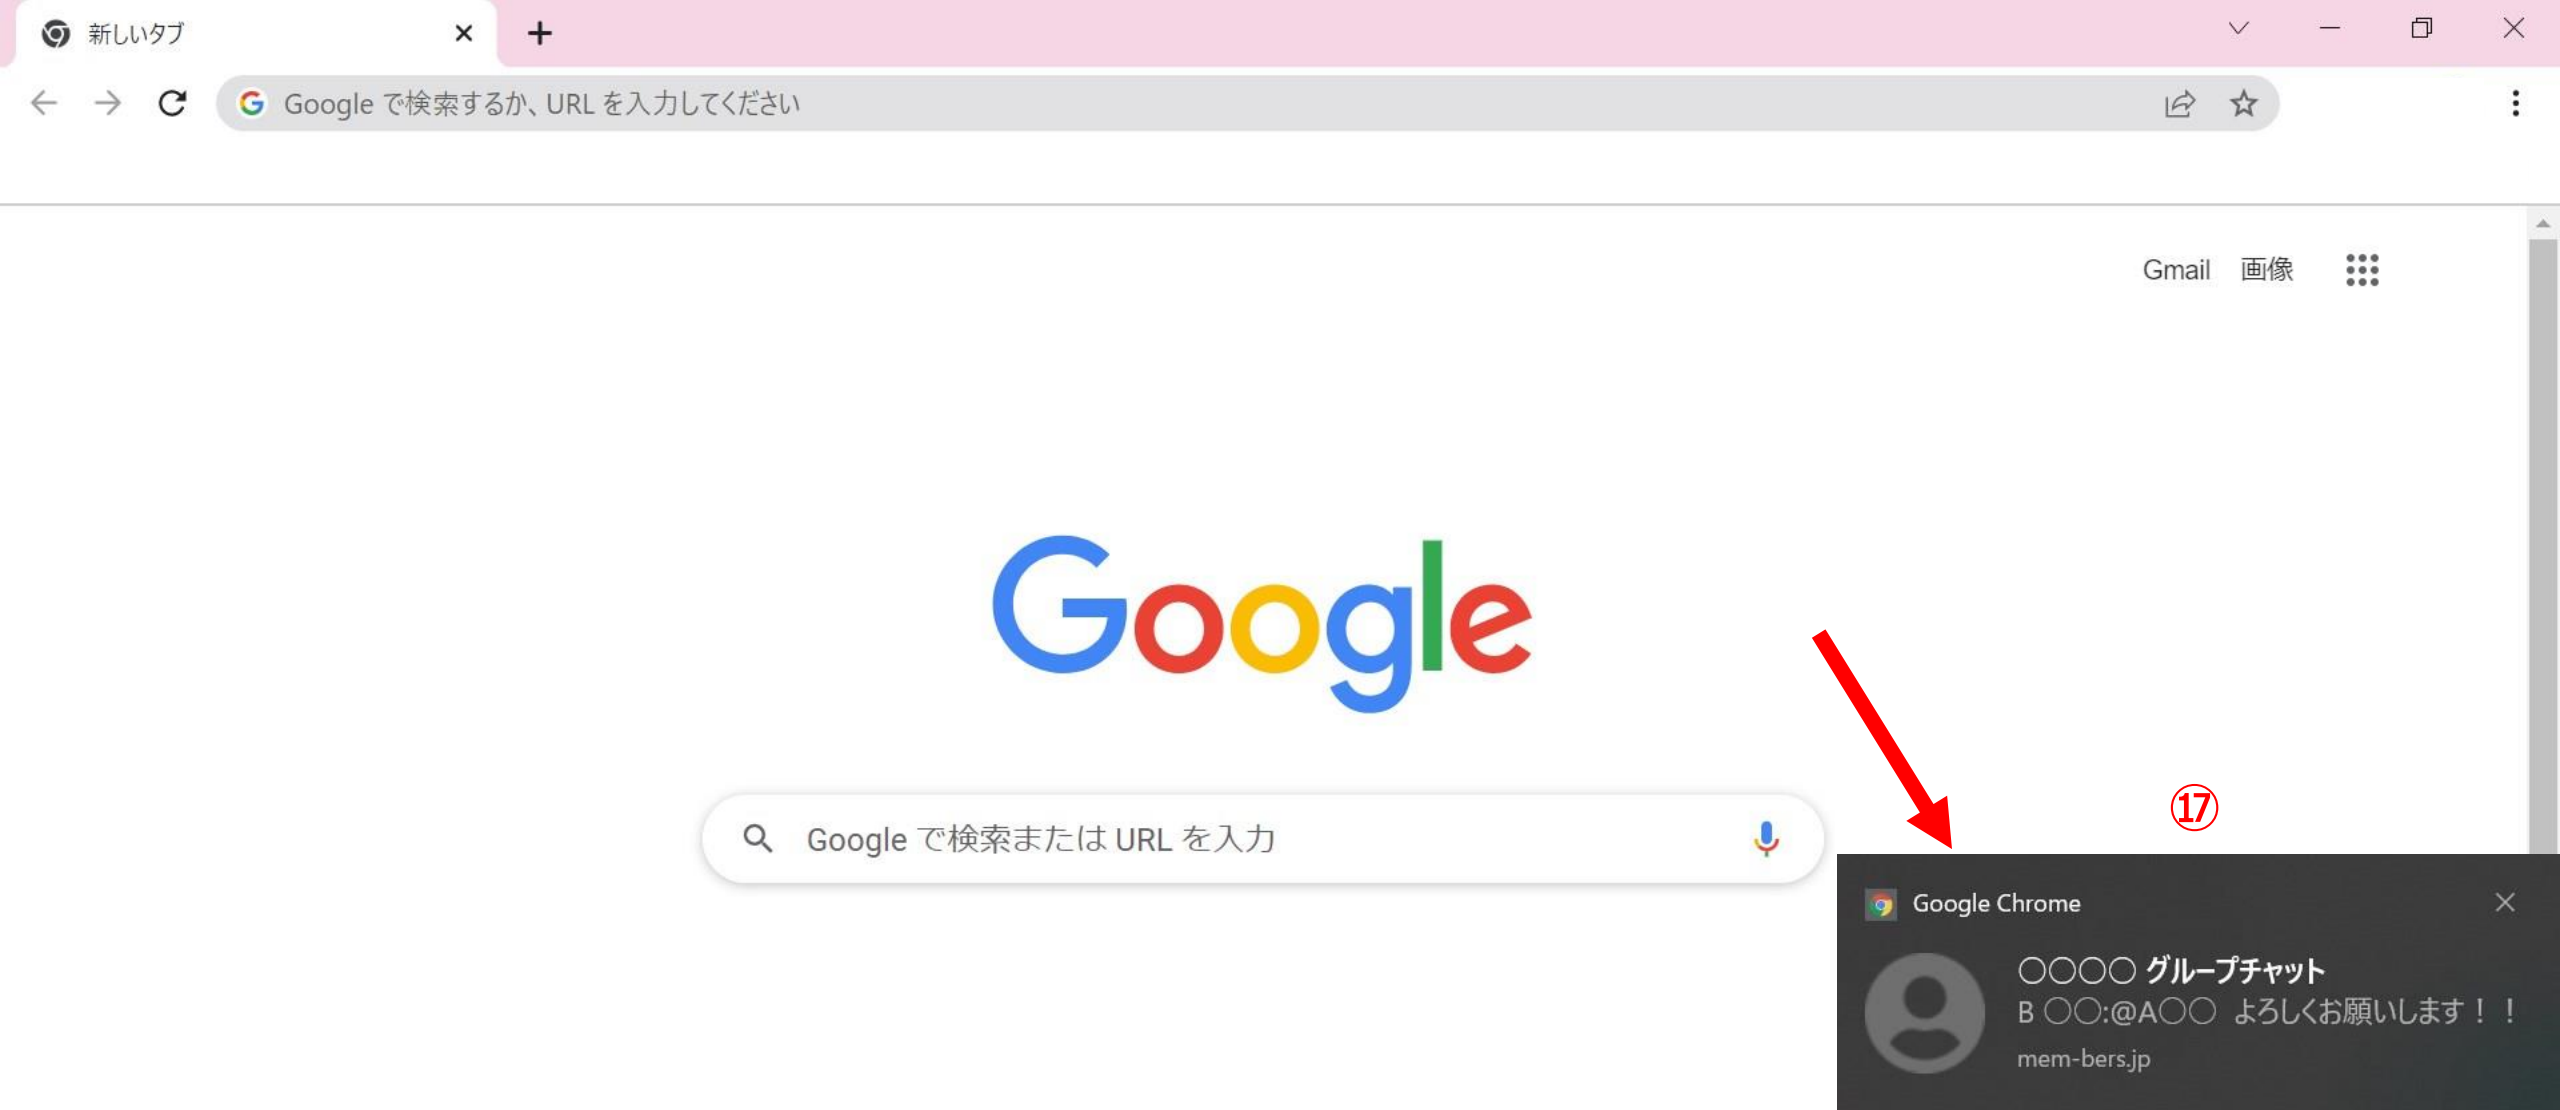 新しいタブ
Google で検索するか、URL を入力してください
Gmail 画像
Google
Google で検索または URL を入力
⑰
Google Chrome
〇〇〇〇 グループチャット
B 〇〇:@A〇〇 よろしくお願いします！！
mem-bers.jp